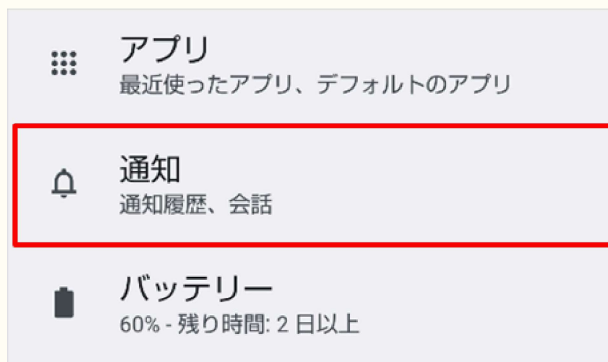 アプリ
最近使ったアプリ、デフォルトのアプリ
通知
通知履歴、会話
バッテリー
60% - 残り時間: 2 日以上